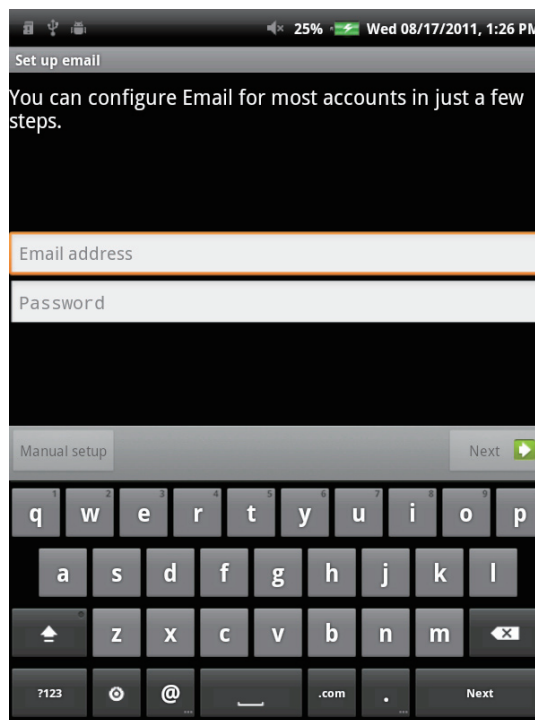 25% Wed 08/17/2011, 1:26 PM
Set up email
You can configure Email for most accounts in just a few
steps.
Email address
Password
Manual setup Next
1 2 3 4 5 6 7 8 9
q w e r t y u i o p
a s d f g h j k l
z x c v b n m
?123 @ ... .com . ... Next